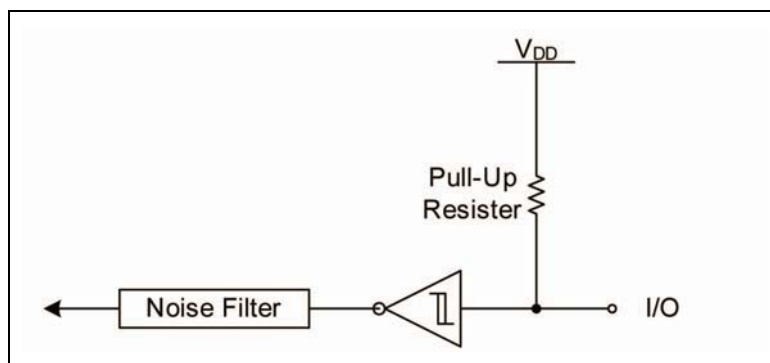 VDD
Pull-Up
Resister
Noise Filter
I/O